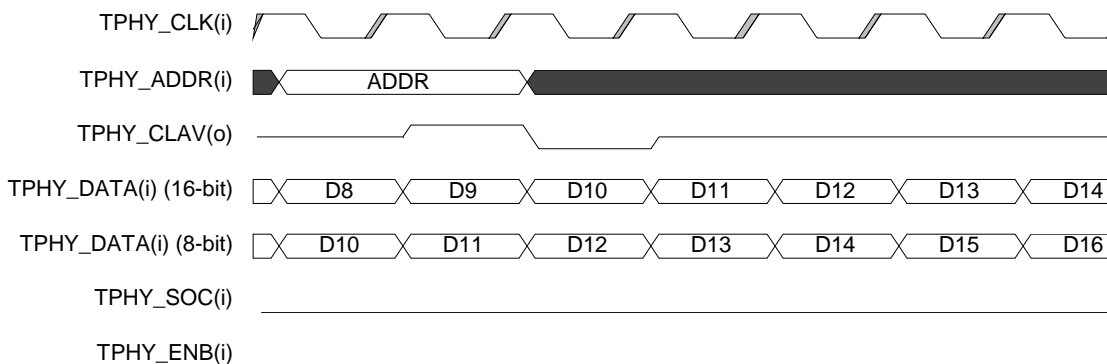 TPHY_CLK(i)
TPHY_ADDR(i) ADDR
TPHY_CLAV(o)
TPHY_DATA(i) (16-bit) D8 D9 D10 D11 D12 D13 D14
TPHY_DATA(i) (8-bit) D10 D11 D12 D13 D14 D15 D16
TPHY_SOC(i)
TPHY_ENB(i)